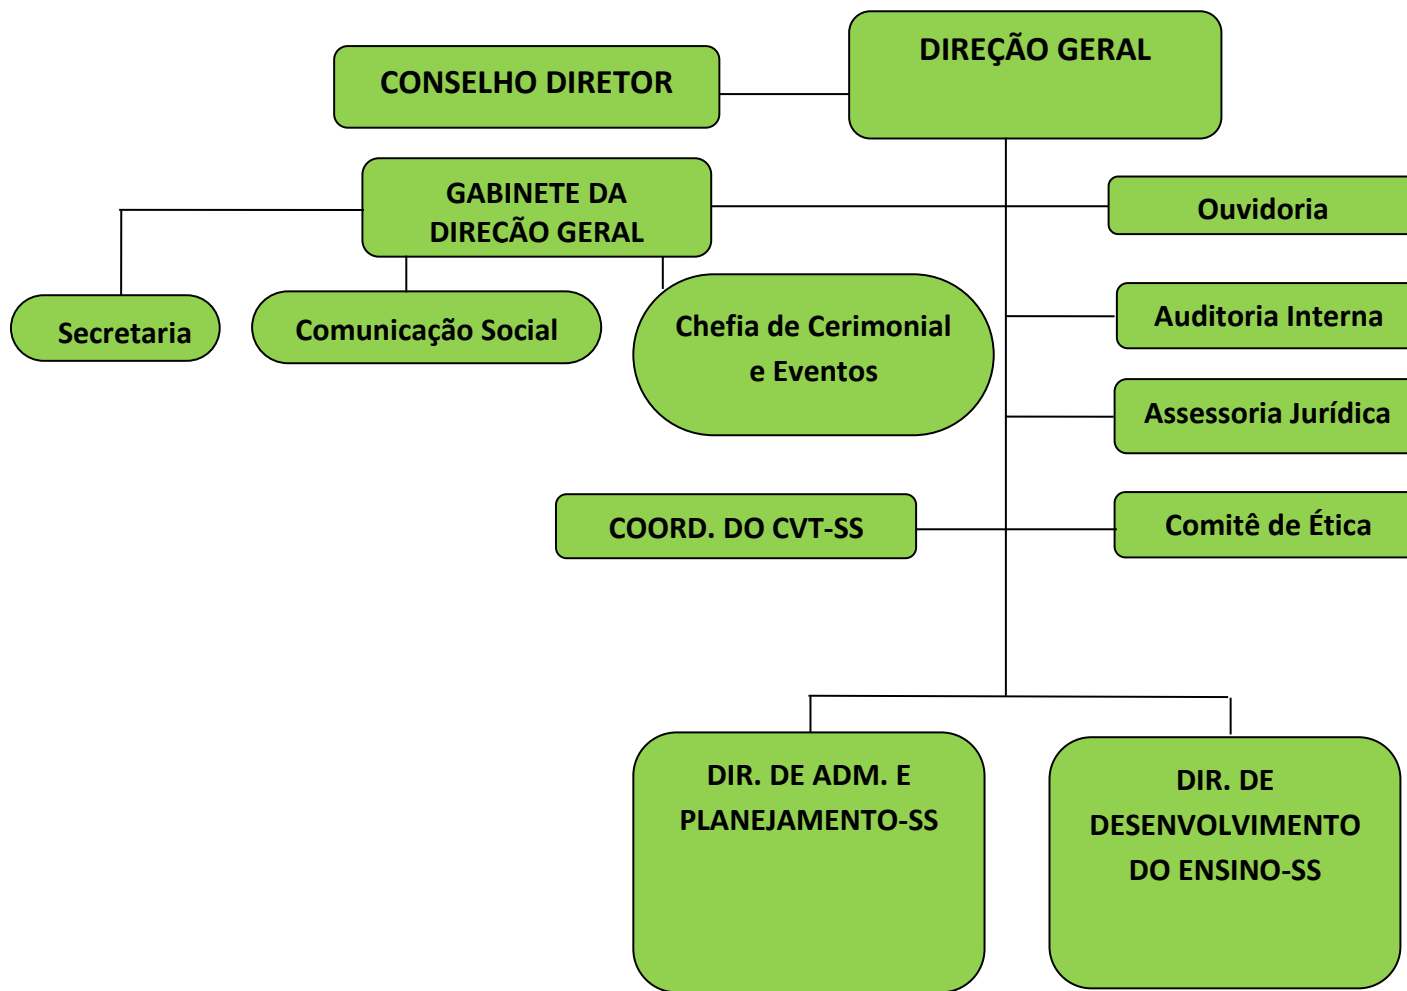 DIREÇÃO GERAL
CONSELHO DIRETOR
GABINETE DA
DIREÇÃO GERAL
Ouvidoria
Secretaria
Comunicação Social
Chefia de Cerimonial
e Eventos
Auditoria Interna
Assessoria Jurídica
COORD. DO CVT-SS
Comitê de Ética
DIR. DE ADM. E
PLANEJAMENTO-SS
DIR. DE
DESENVOLVIMENTO
DO ENSINO-SS